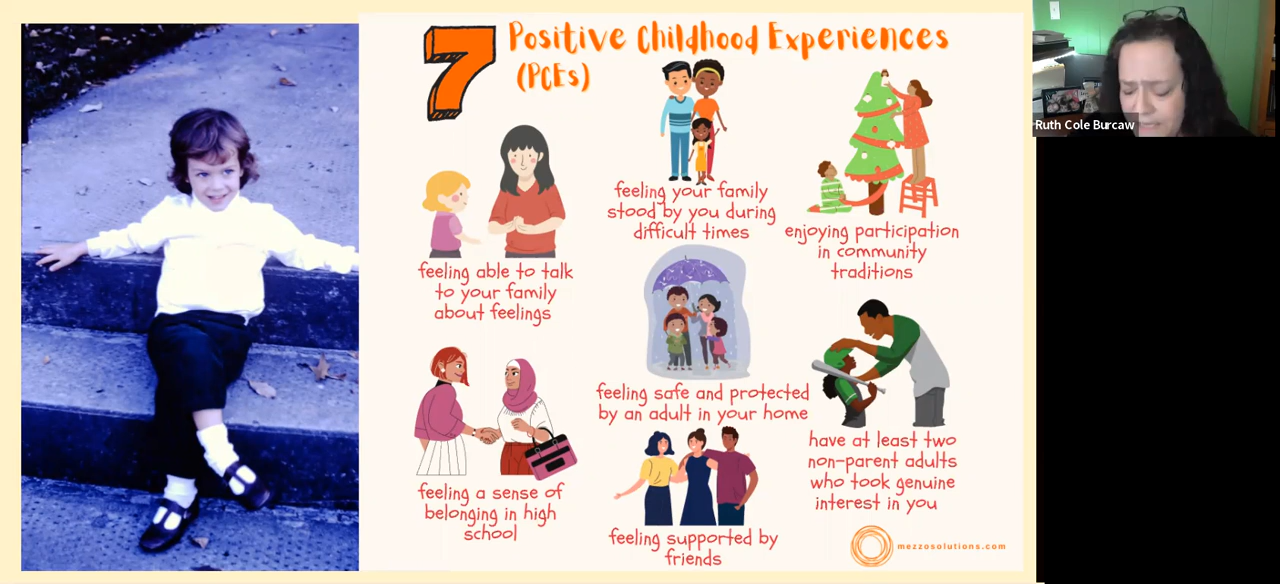 7
Positive Childhood Experiences
(PCEs)
feeling able to talk
to your family
about feelings
feeling your family
stood by you during
difficult times
enjoying participation
in community
traditions
feeling a sense of
belonging in high
school
feeling safe and protected
by an adult in your home
have at least two
non-parent adults
who took genuine
interest in you
feeling supported by
friends
mezzosolutions.com
Ruth Cole Burcaw